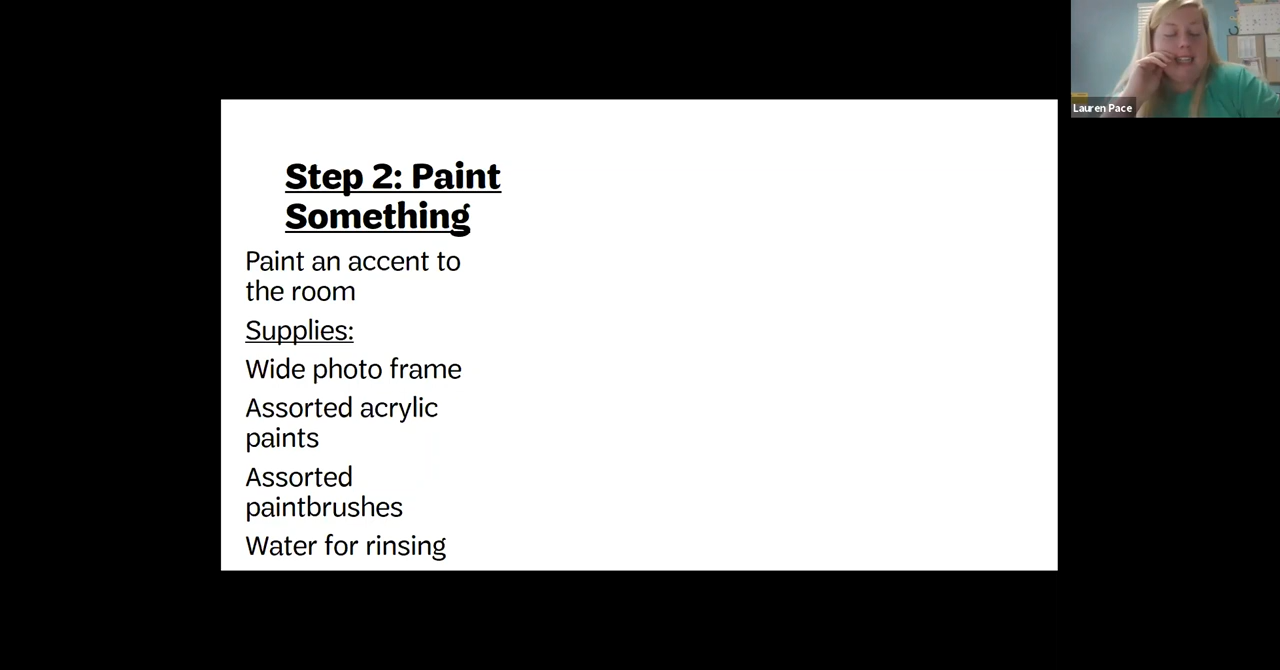 Step 2: Paint
Something
Paint an accent to
the room
Supplies:
Wide photo frame
Assorted acrylic
paints
Assorted
paintbrushes
Water for rinsing
Lauren Pace